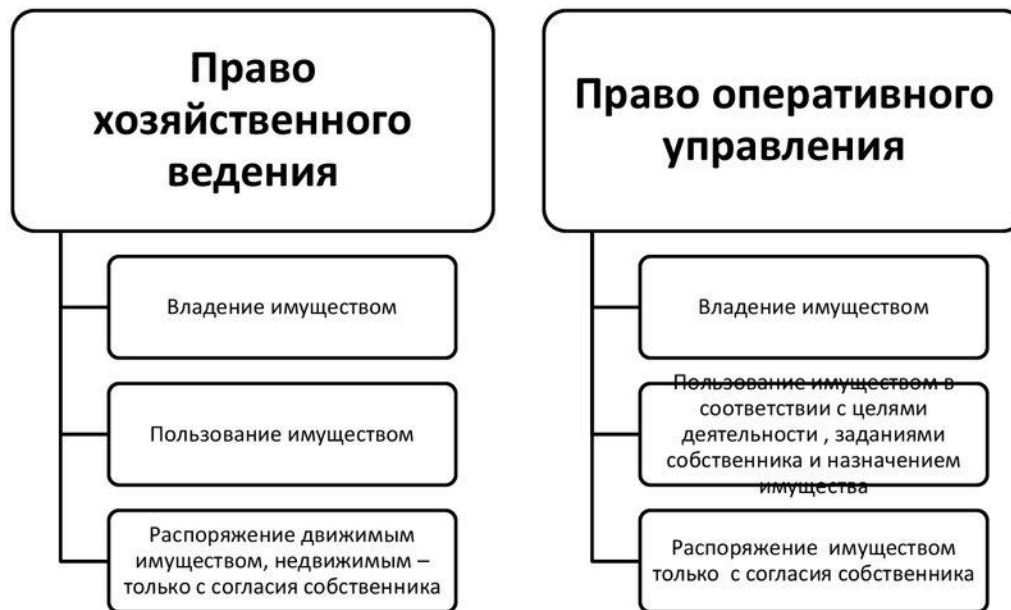 Право
хозяйственного
ведения
Владение имуществом
Пользование имуществом
Распоряжение движимым
имуществом, недвижимым –
только с согласия собственника
Право оперативного
управления
Владение имуществом
Пользование имуществом в
соответствии с целями
деятельности , заданиями
собственника и назначением
имущества
Распоряжение имуществом
только с согласия собственника